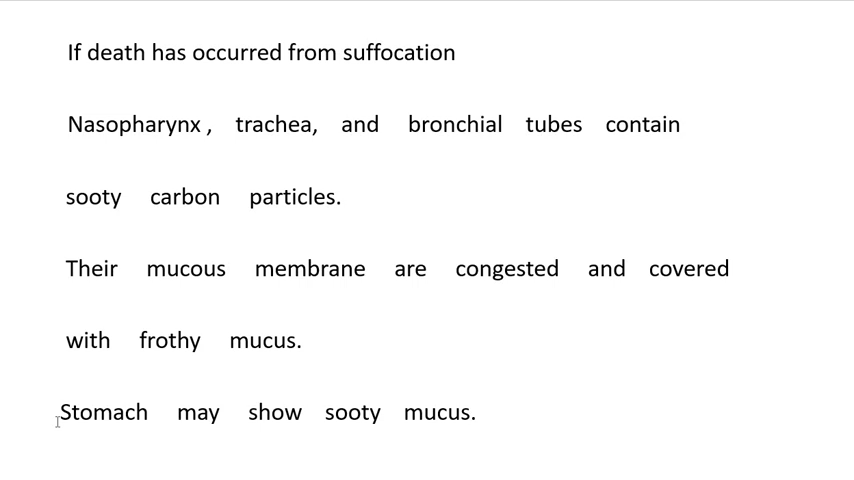 If death has occurred from suffocation
Nasopharynx , trachea, and bronchial tubes contain
sooty carbon particles.
Their mucous membrane are congested and covered
with frothy mucus.
Stomach may show sooty mucus.